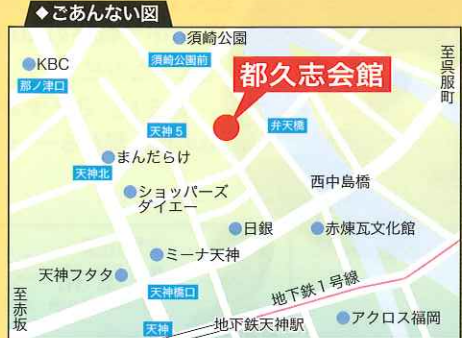 ◆ごあんない図
須崎公園
KBC
須崎公園前
至呉服町
那ノ津口
都久志会館
天神5
弁天橋
まんだらけ
天神北
西中島橋
ショッパーズ
ダイエー
日銀
赤煉瓦文化館
ミーナ天神
天神フタタ
天神橋口
地下鉄1号線
至赤坂
天神
地下鉄天神駅
アクロス福岡